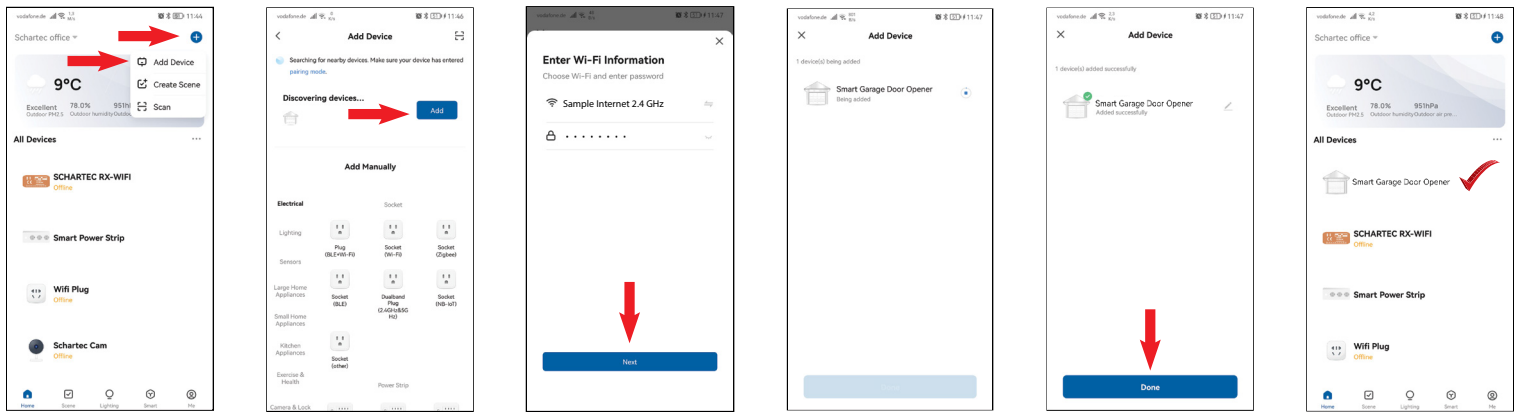 vodafone.de
11:44
Schartec office
Add Device
Create Scene
Scan
9°C
Excellent 78.0% 951hP
Outdoor PM2.5 Outdoor humidity Outdoo
All Devices
SCHARTEC RX-WIFI
Offline
Smart Power Strip
Wifi Plug
Offline
Schartec Cam
Offline
Home Scene Lighting Smart Me
vodafone.de
11:46
Add Device
Searching for nearby devices. Make sure your device has entered
pairing mode.
Discovering devices...
Add
Add Manually
Electrical
Lighting
Sensors
Large Home
Appliances
Small Home
Appliances
Kitchen
Appliances
Exercise &
Health
Camera & Lock
Socket
Plug
(BLE+Wi-Fi)
Socket
(Wi-Fi)
Socket
(Zigbee)
Socket
(BLE)
Dualband
Plug
(2.4GHz&5G
Hz)
Socket
(NB-IoT)
Socket
(other)
Power Strip
vodafone.de
11:47
Enter Wi-Fi Information
Choose Wi-Fi and enter password
Sample Internet 2.4 GHz
Next
vodafone.de
11:47
Add Device
1 device(s) being added
Smart Garage Door Opener
Being added
vodafone.de
11:47
Add Device
1 device(s) added successfully
Smart Garage Door Opener
Added successfully
Done
vodafone.de
11:48
Schartec office
9°C
Excellent 78.0% 951hPa
Outdoor PM2.5 Outdoor humidity Outdoor air pre...
All Devices
Smart Garage Door Opener
SCHARTEC RX-WIFI
Offline
Smart Power Strip
Wifi Plug
Offline
Home Scene Lighting Smart Me